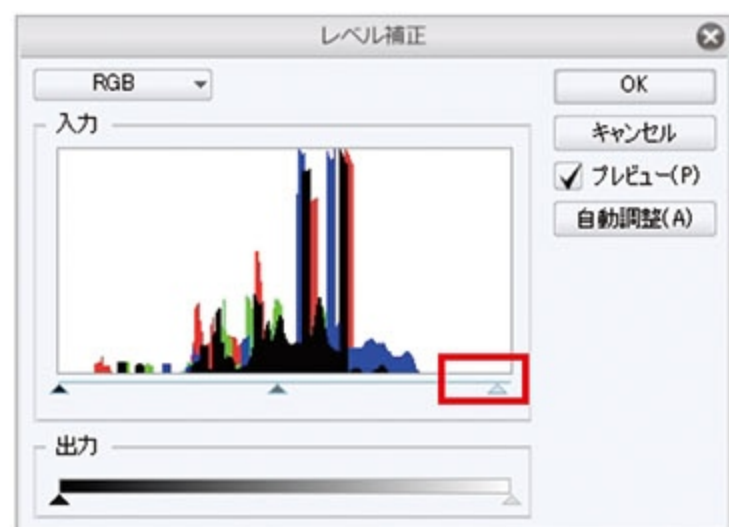 レベル補正
RGB
OK
入力
キャンセル
プレビュー(P)
自動調整(A)
出力